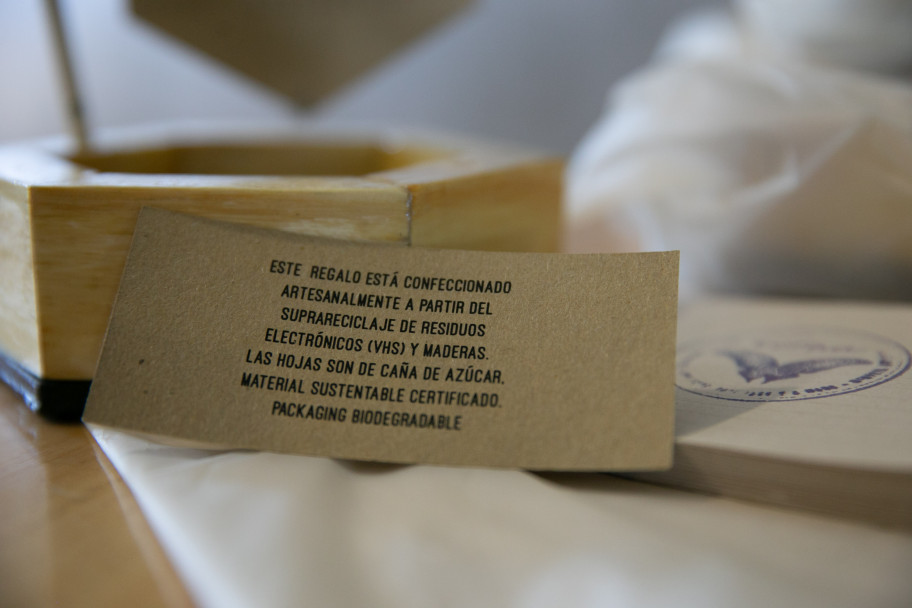 ESTE REGALO ESTÁ CONFECCIONADO
ARTESANALMENTE A PARTIR DEL
SUPRARECICLAJE DE RESIDUOS
ELECTRÓNICOS (VHS) Y MADERAS.
LAS HOJAS SON DE CAÑA DE AZÚCAR.
MATERIAL SUSTENTABLE CERTIFICADO.
PACKAGING BIODEGRADABLE